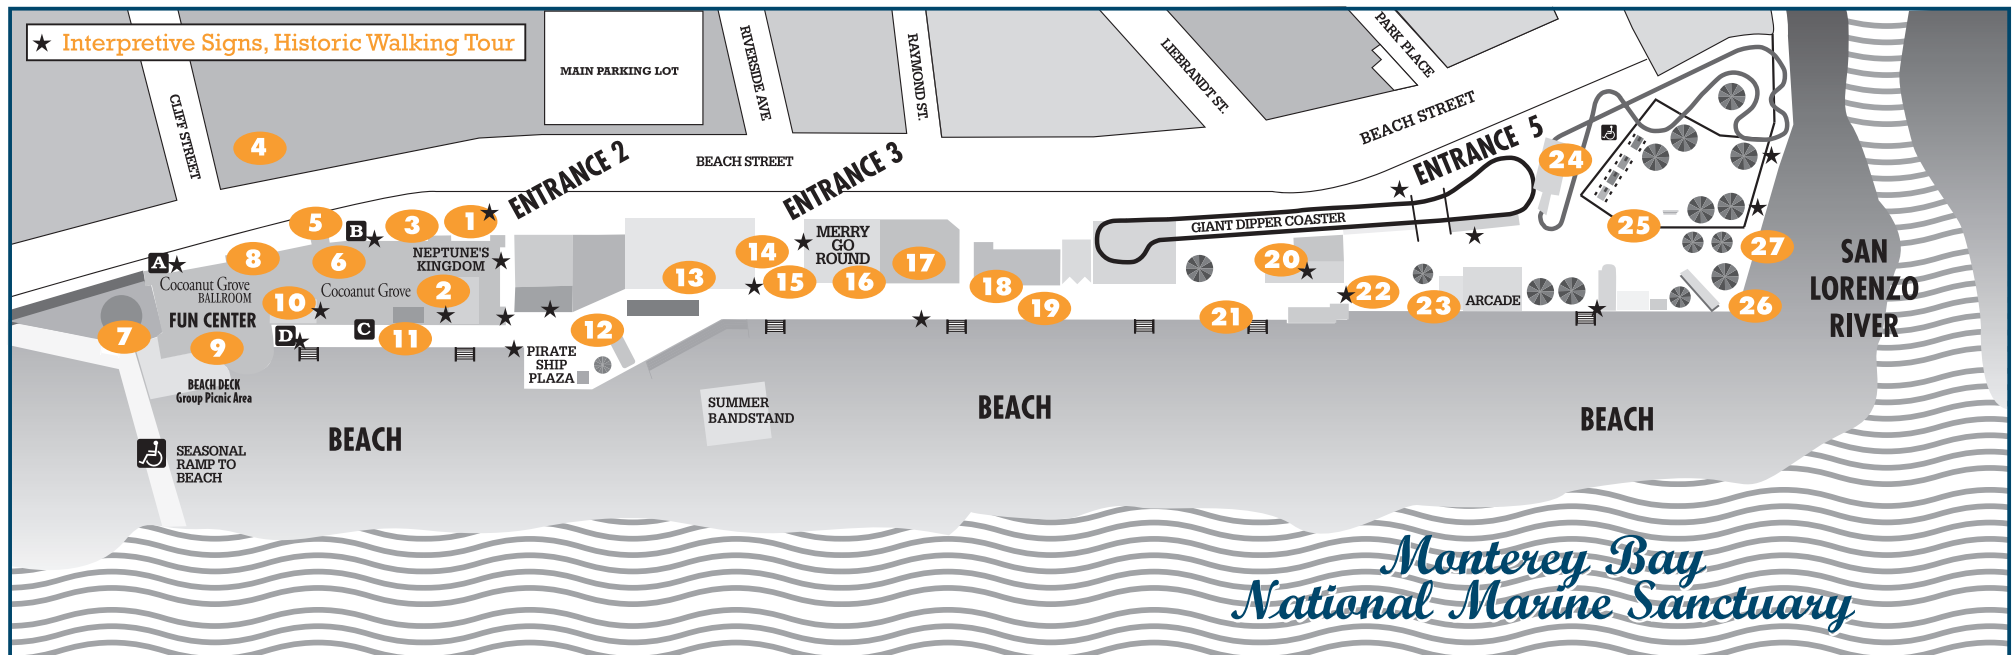 ★ Interpretive Signs, Historic Walking Tour
MAIN PARKING LOT
CLIFF STREET
RIVERSIDE AVE
RAYMOND ST.
LIEBRANDT ST.
PARK PLACE
BEACH STREET
BEACH STREET
ENTRANCE 2
ENTRANCE 3
ENTRANCE 5
4
5
B
3
1
A
8
6
NEPTUNE'S
KINGDOM
Cocoanut Grove
BALLROOM
10
Cocoanut Grove
2
7
FUN CENTER
9
D
C
11
BEACH DECK
Group Picnic Area
12
PIRATE
SHIP
PLAZA
13
14
15
MERRY
GO
ROUND
16
17
18
19
GIANT DIPPER COASTER
20
21
22
23
ARCADE
24
25
26
27
SAN
LORENZO
RIVER
SUMMER
BANDSTAND
BEACH
BEACH
BEACH
SEASONAL
RAMP TO
BEACH
Monterey Bay
National Marine Sanctuary